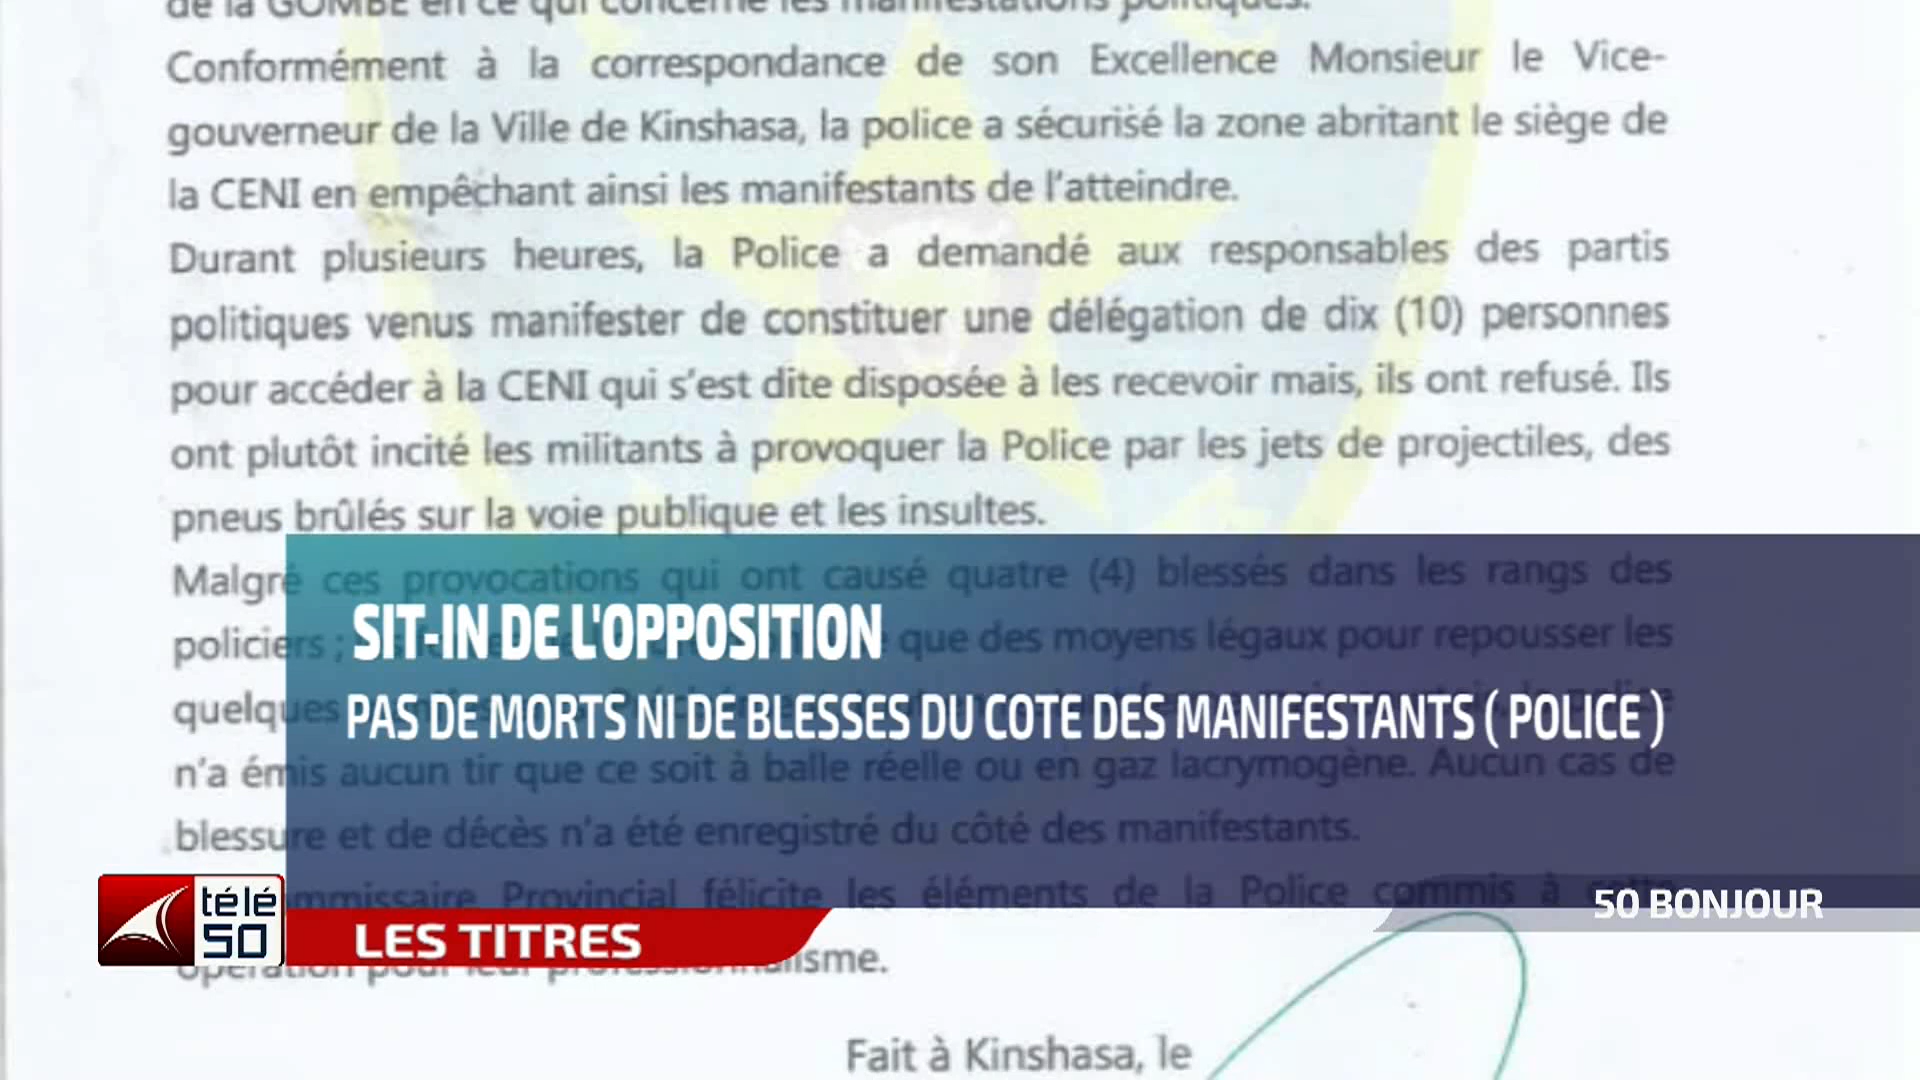 de la GOMBE en ce qui concerne les manifestations politiques.
Conformément à la correspondance de son Excellence Monsieur le Vice-
gouverneur de la Ville de Kinshasa, la police a sécurisé la zone abritant le siège de
la CENI en empêchant ainsi les manifestants de l'atteindre.
Durant plusieurs heures, la Police a demandé aux responsables des partis
politiques venus manifester de constituer une délégation de dix (10) personnes
pour accéder à la CENI qui s'est dite disposée à les recevoir mais, ils ont refusé. Ils
ont plutôt incité les militants à provoquer la Police par les jets de projectiles, des
pneus brûlés sur la voie publique et les insultes.
Malgré ces provocations qui ont causé quatre (4) blessés dans les rangs des
policiers ; que des moyens légaux pour repousser les
quelques
n'a émis aucun tir que ce soit à balle réelle ou en gaz lacrymogène. Aucun cas de
blessure et de décès n'a été enregistré du côté des manifestants.
Provincial félicite les éléments de la Police commis à cette
opération pour leur professionnalisme.
Fait à Kinshasa, le
SIT-IN DE L'OPPOSITION
PAS DE MORTS NI DE BLESSES DU COTE DES MANIFESTANTS ( POLICE )
télé
50
LES TITRES
50 BONJOUR